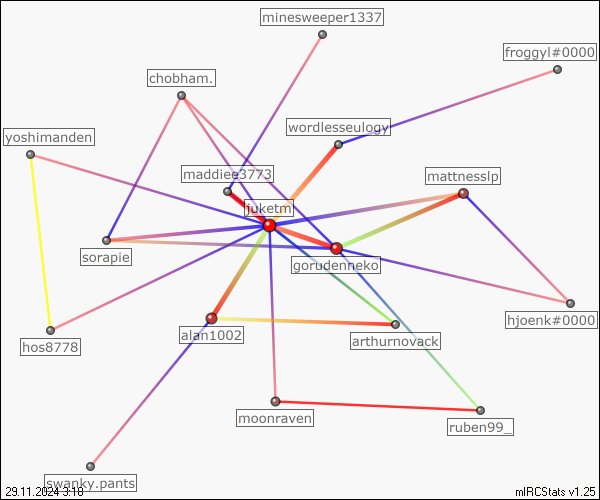 minesweeper1337
froggyl#0000
chobham.
wordlesseulogy
yoshimanden
maddiee3773
mattnesslp
juketm
sorapie
gorudenneko
hjoenk#0000
alan1002
arthurnovack
hos8778
moonraven
ruben99_
swanky.pants
29.11.2024 3:18
mIRCStats v1.25